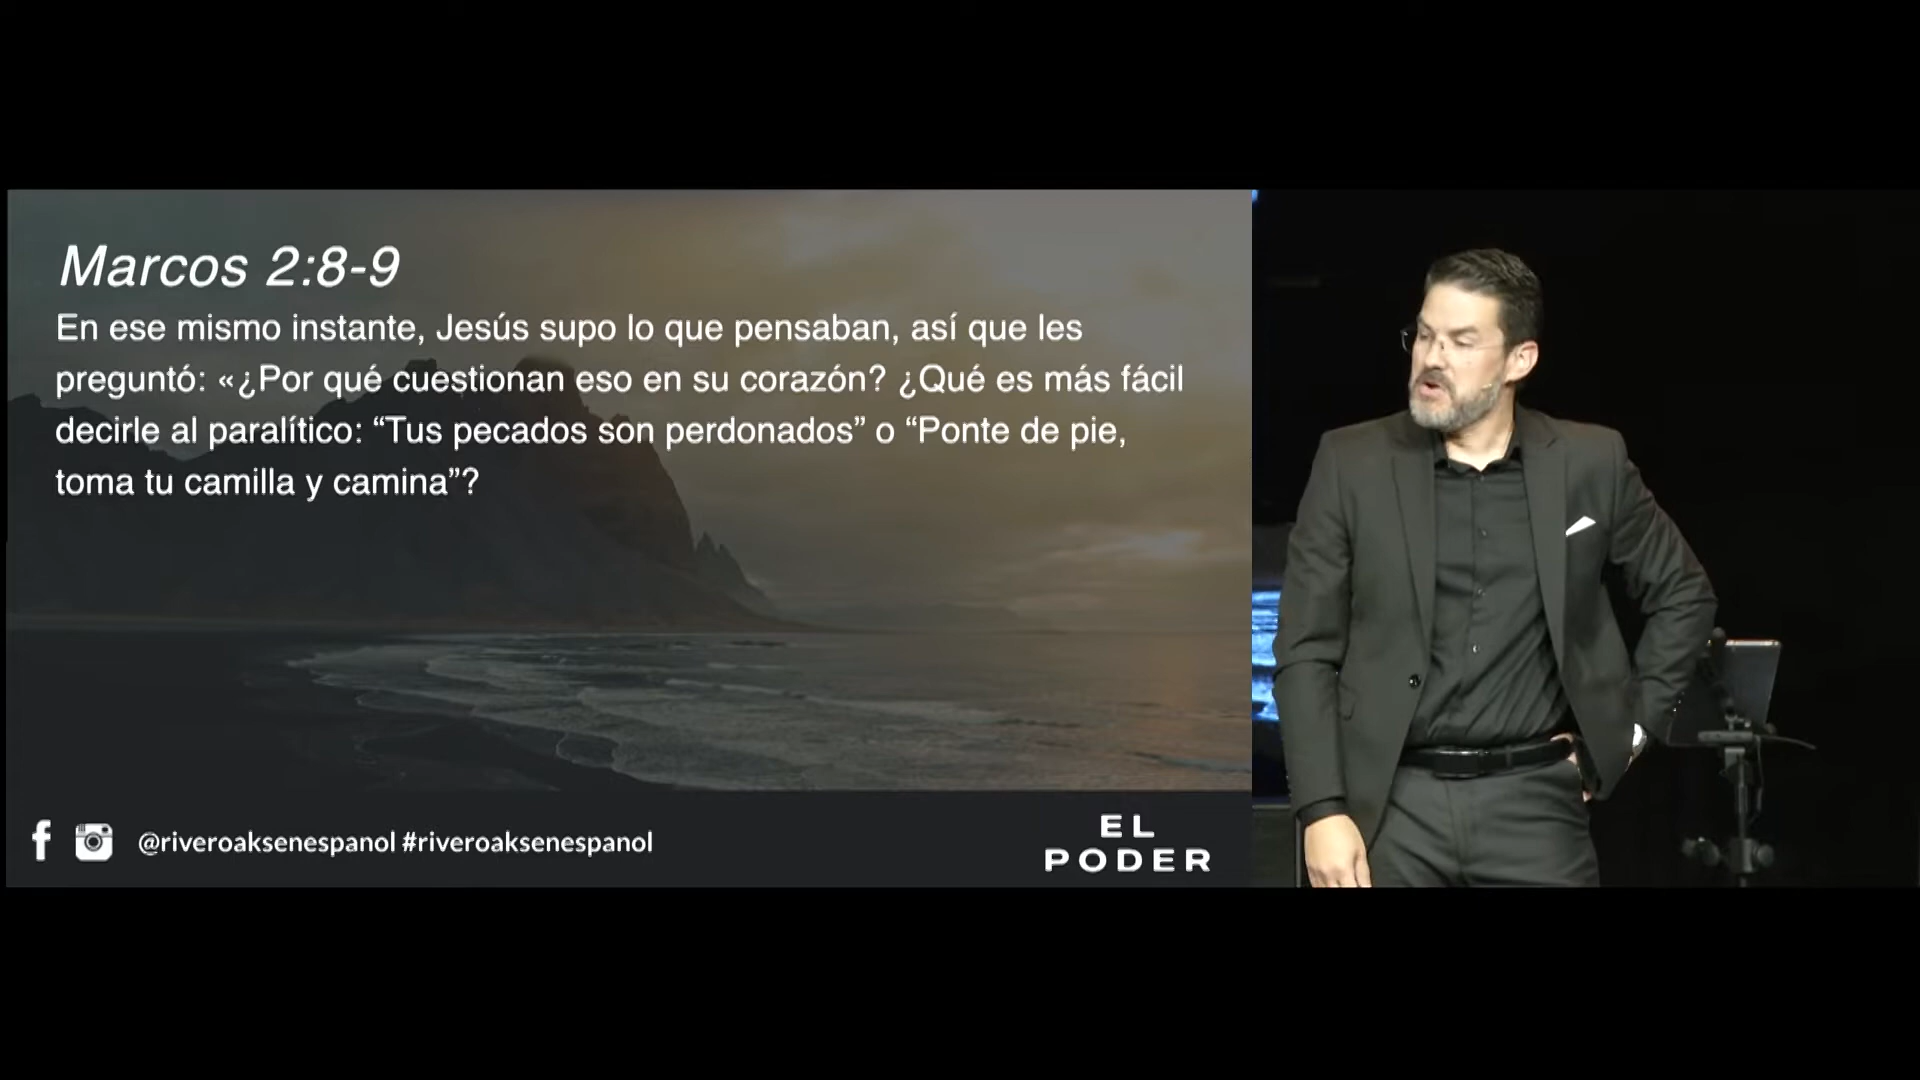 Marcos 2:8-9
En ese mismo instante, Jesús supo lo que pensaban, así que les
preguntó: «¿Por qué cuestionan eso en su corazón? ¿Qué es más fácil
decirle al paralítico: “Tus pecados son perdonados” o “Ponte de pie,
toma tu camilla y camina”?
@riveroaksenespanol #riveroaksenespanol
EL
PODER